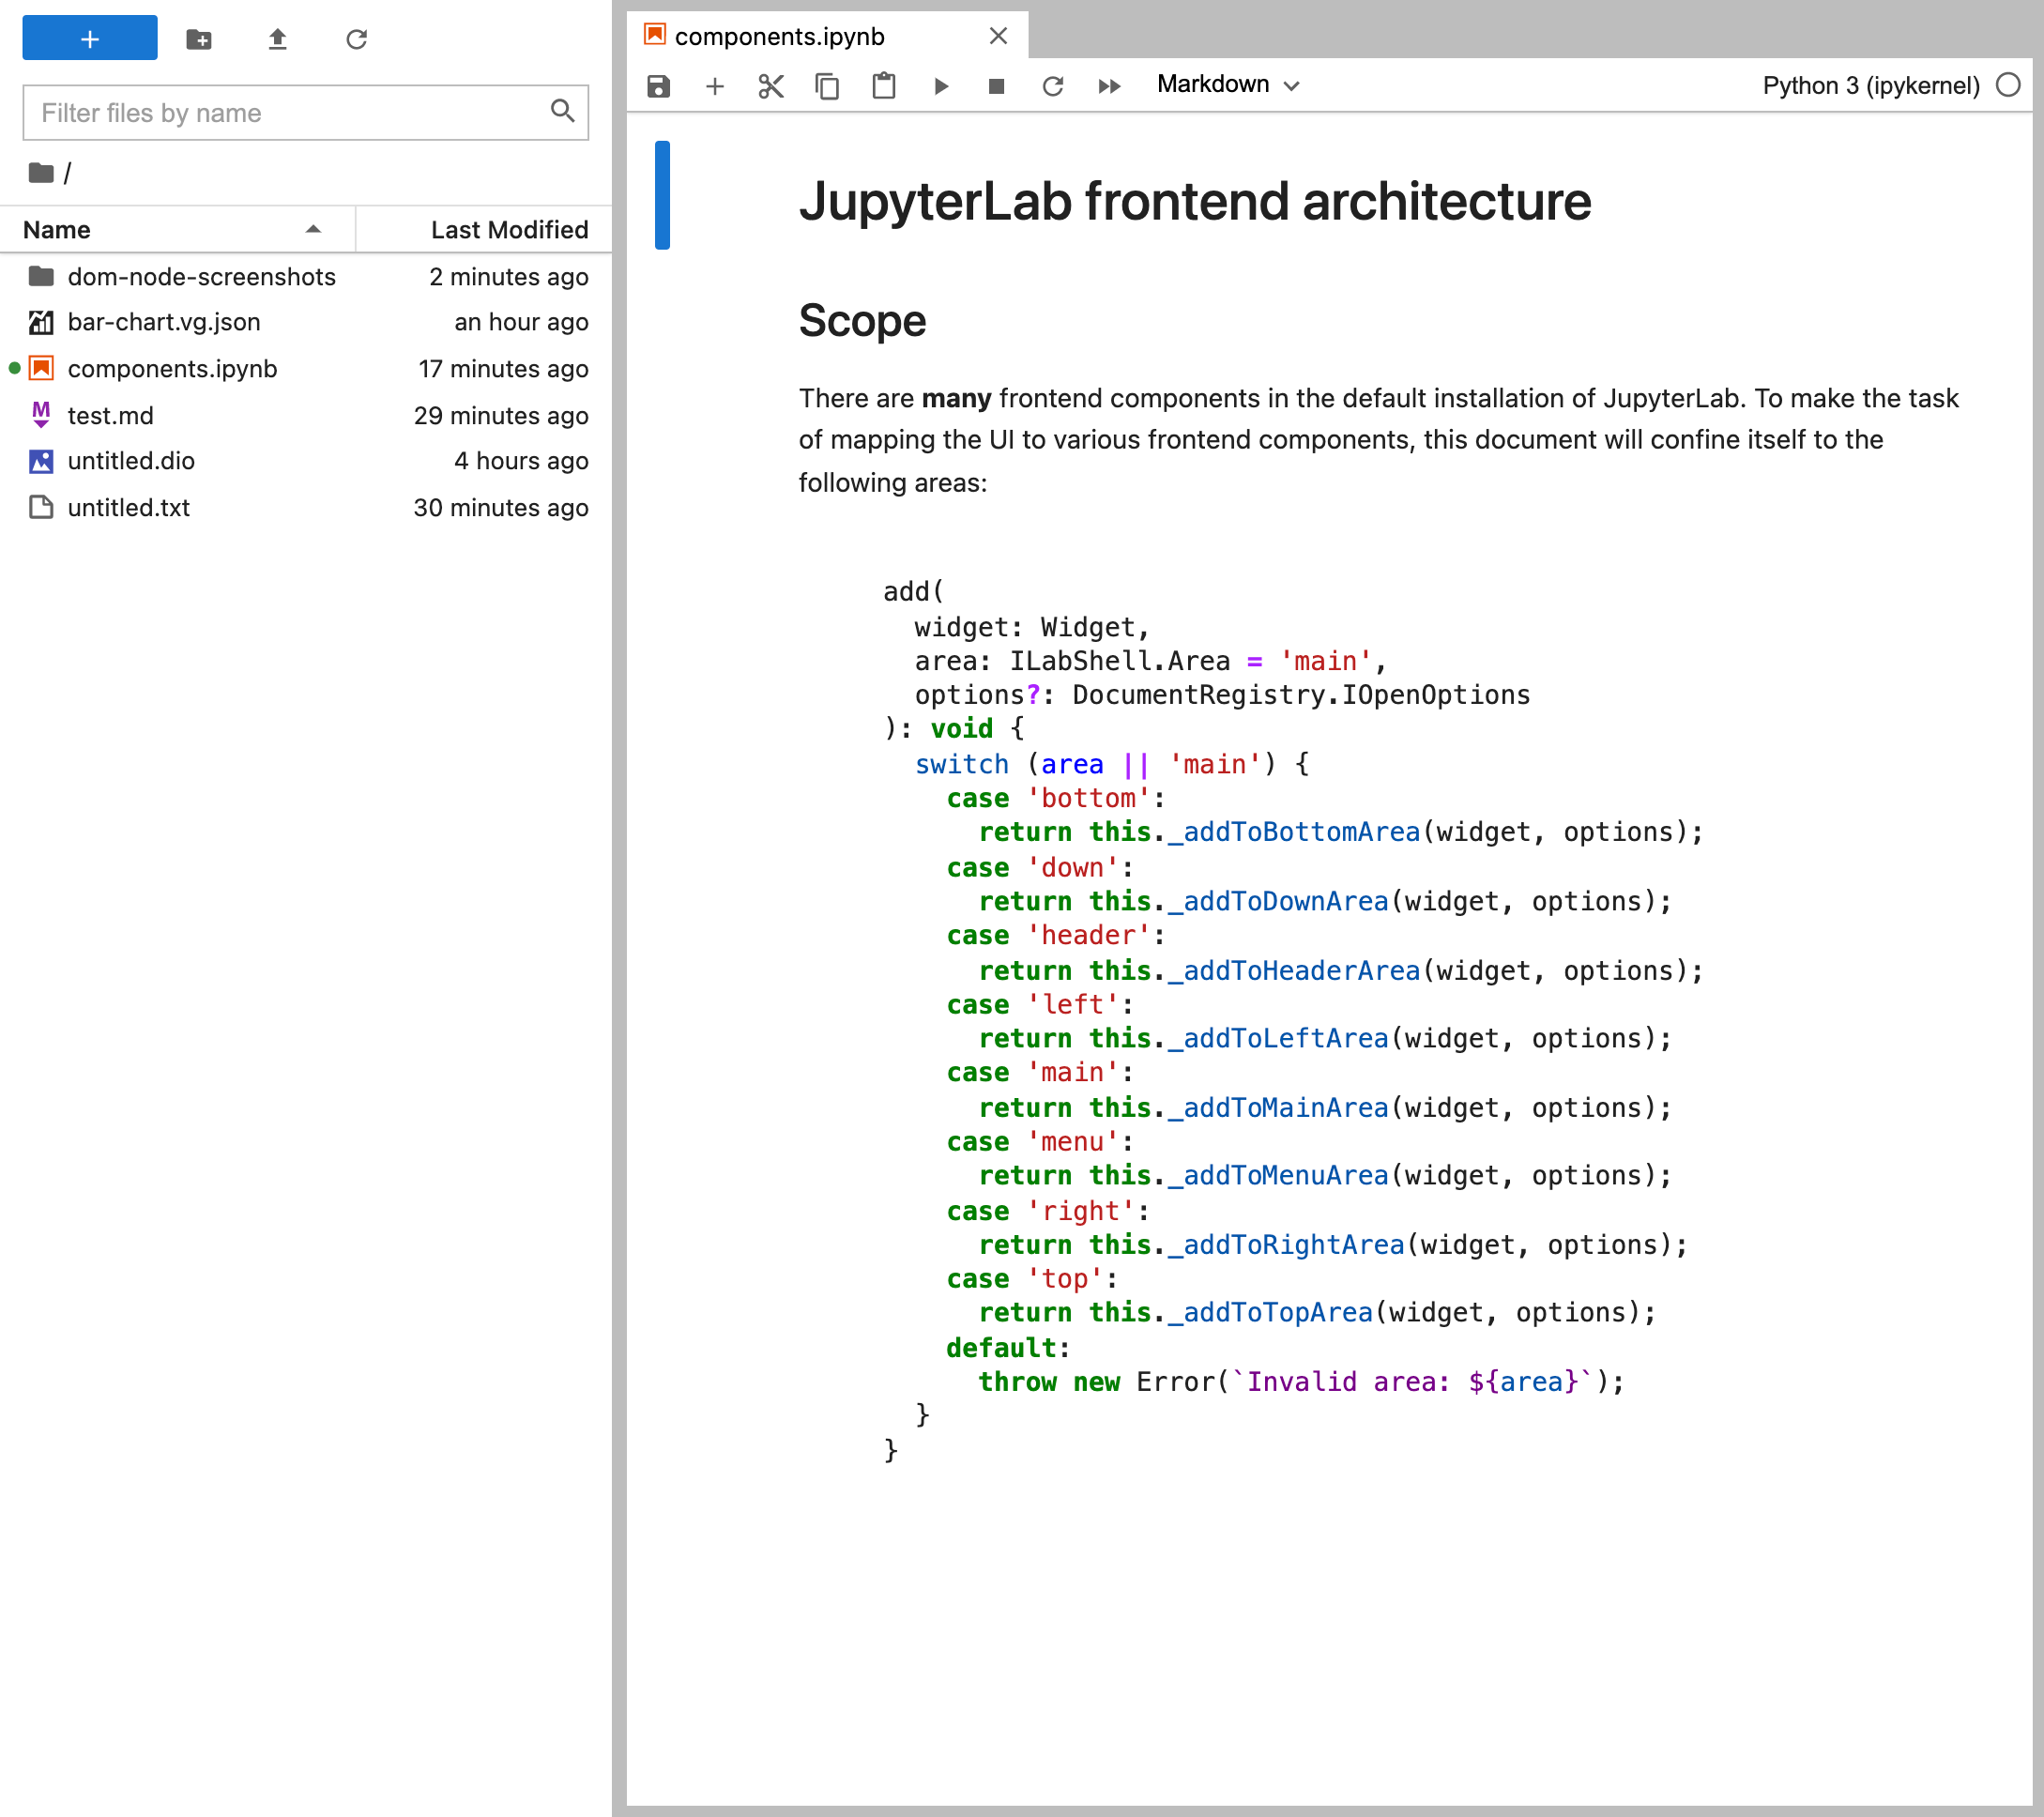 Filter files by name
/
Name Last Modified
dom-node-screenshots 2 minutes ago
bar-chart.vg.json an hour ago
components.ipynb 17 minutes ago
test.md 29 minutes ago
untitled.dio 4 hours ago
untitled.txt 30 minutes ago
components.ipynb
Markdown Python 3 (ipykernel)
JupyterLab frontend architecture
Scope
There are many frontend components in the default installation of JupyterLab. To make the task
of mapping the UI to various frontend components, this document will confine itself to the
following areas:
add(
  widget: Widget,
  area: ILabShell.Area = 'main',
  options?: DocumentRegistry.IOpenOptions
): void {
  switch (area || 'main') {
    case 'bottom':
      return this._addToBottomArea(widget, options);
    case 'down':
      return this._addToDownArea(widget, options);
    case 'header':
      return this._addToHeaderArea(widget, options);
    case 'left':
      return this._addToLeftArea(widget, options);
    case 'main':
      return this._addToMainArea(widget, options);
    case 'menu':
      return this._addToMenuArea(widget, options);
    case 'right':
      return this._addToRightArea(widget, options);
    case 'top':
      return this._addToTopArea(widget, options);
    default:
      throw new Error(`Invalid area: ${area}`);
  }
}